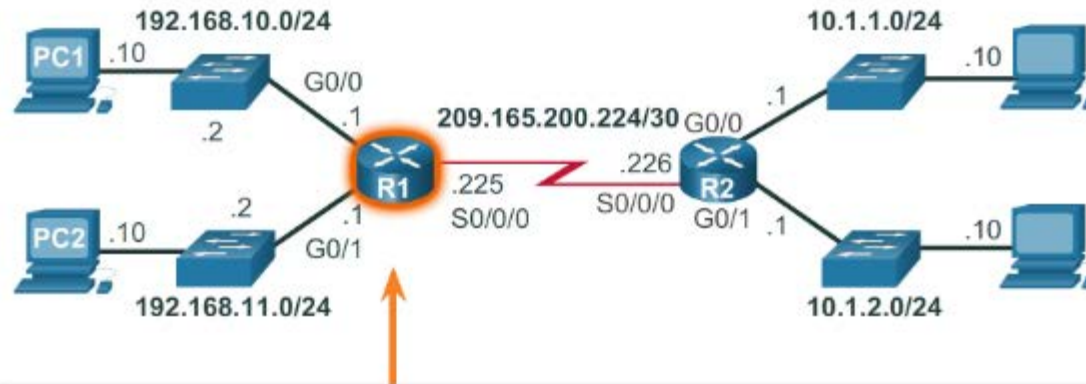 192.168.10.0/24
10.1.1.0/24
PC1
.10
.10
G0/0
.1
.1
.2
209.165.200.224/30
G0/0
R1
.225
S0/0/0
.226
S0/0/0
R2
G0/1
.2
.1
G0/1
.1
PC2
.10
.10
192.168.11.0/24
10.1.2.0/24